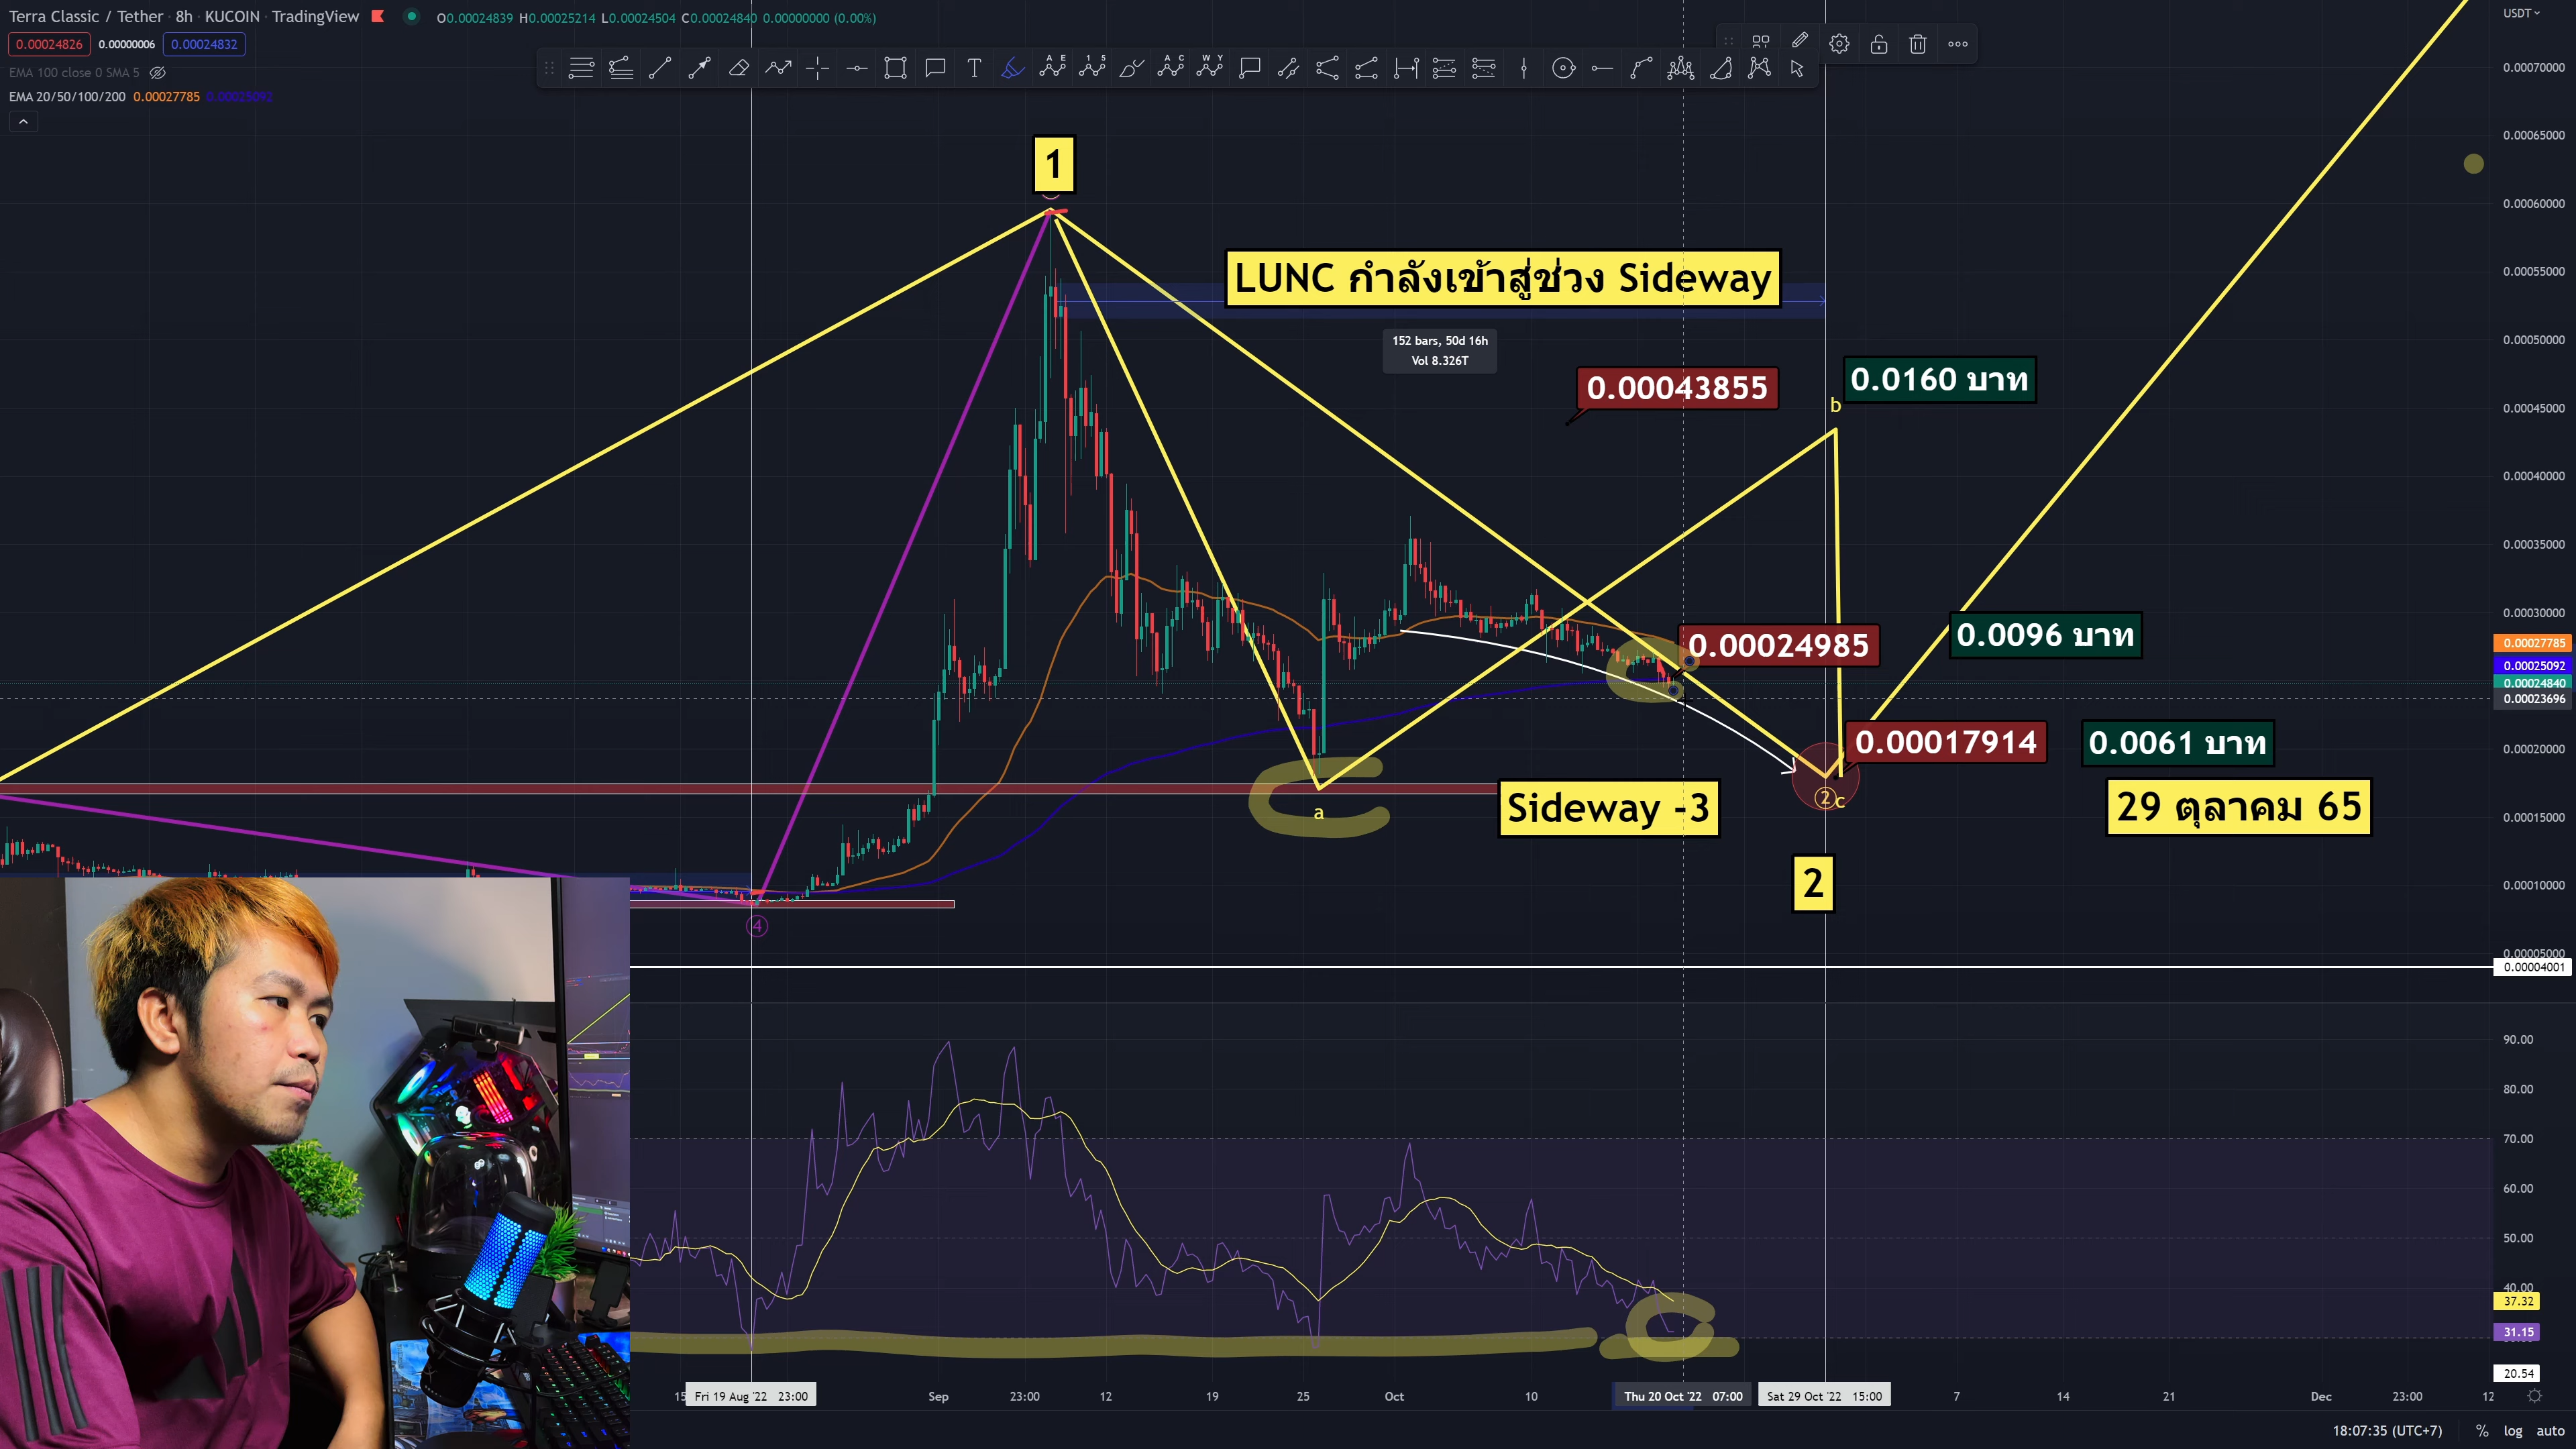 Terra Classic / Tether · 8h · KUCOIN · TradingView
O0.00024839 H0.00025214 L0.00024504 C0.00024840 0.00000000 (0.00%)
0.00024826 0.00000006 0.00024832
EMA 100 close 0 SMA 5
EMA 20/50/100/200 0.00027785 0.00025092
USDT
0.00070000
0.00065000
0.00060000
0.00055000
0.00050000
0.00045000
0.00040000
0.00035000
0.00030000
0.00027785
0.00025092
0.00024840
0.00023696
0.00020000
0.00015000
0.00010000
0.00005000
0.00004001
1
LUNC กำลังเข้าสู่ช่วง Sideway
152 bars, 50d 16h
Vol 8.326T
0.00043855
0.0160 บาท
b
0.00024985
0.0096 บาท
0.00017914
0.0061 บาท
a
Sideway -3
2 c
29 ตุลาคม 65
2
4
90.00
80.00
70.00
60.00
50.00
40.00
37.32
31.15
20.54
15 Fri 19 Aug '22 23:00 Sep 23:00 12 19 25 Oct 10 Thu 20 Oct '22 07:00 Sat 29 Oct '22 15:00 7 14 21 Dec 23:00 12
18:07:35 (UTC+7) % log auto